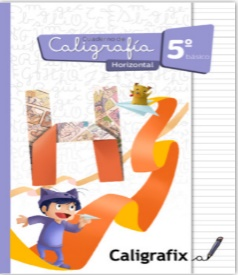 Cuaderno de
Caligrafía
Horizontal
5º
Básico
H
Caligrafix